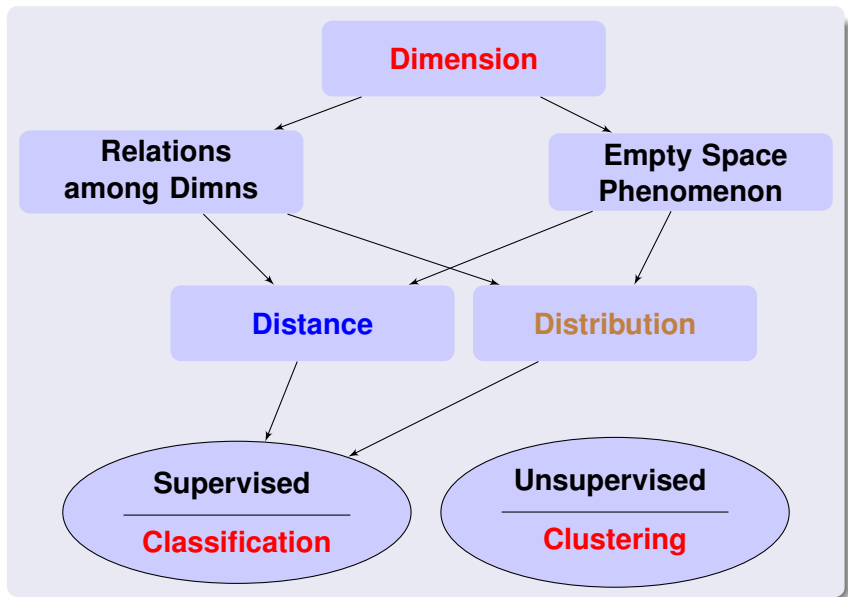 Dimension
Relations
among Dimns
Empty Space
Phenomenon
Distance
Distribution
Supervised
Classification
Unsupervised
Clustering